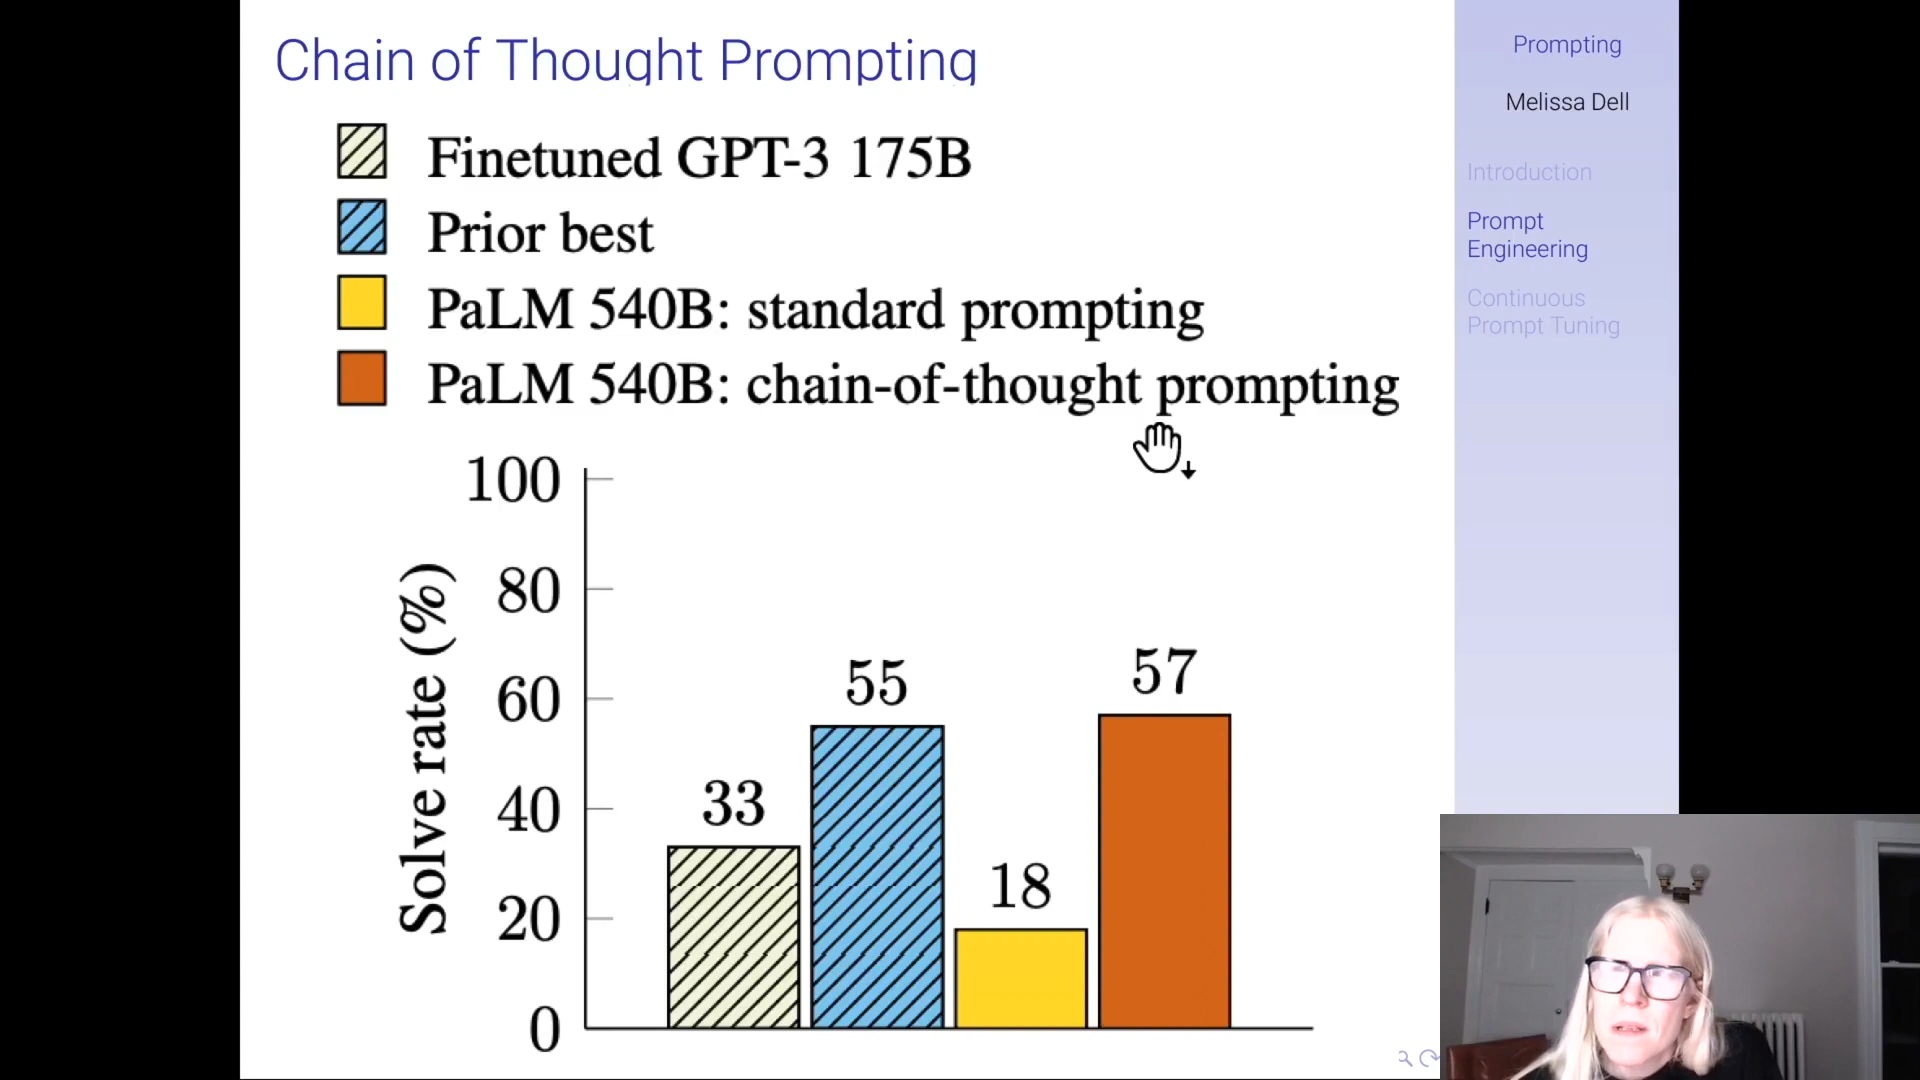 Chain of Thought Prompting
Finetuned GPT-3 175B
Prior best
PaLM 540B: standard prompting
PaLM 540B: chain-of-thought prompting
100
80
60
40
20
0
Solve rate (%)
33
55
18
57
Prompting
Melissa Dell
Introduction
Prompt
Engineering
Continuous
Prompt Tuning